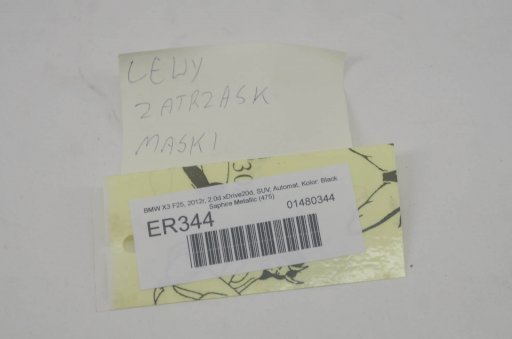 LEWY
ZATRZASK
MASKI
BMW X3 F25, 2012r, 2.0d xDrive20d, SUV, Automat, Kolor: Black
Saphire Metallic (475)
ER344
01480344